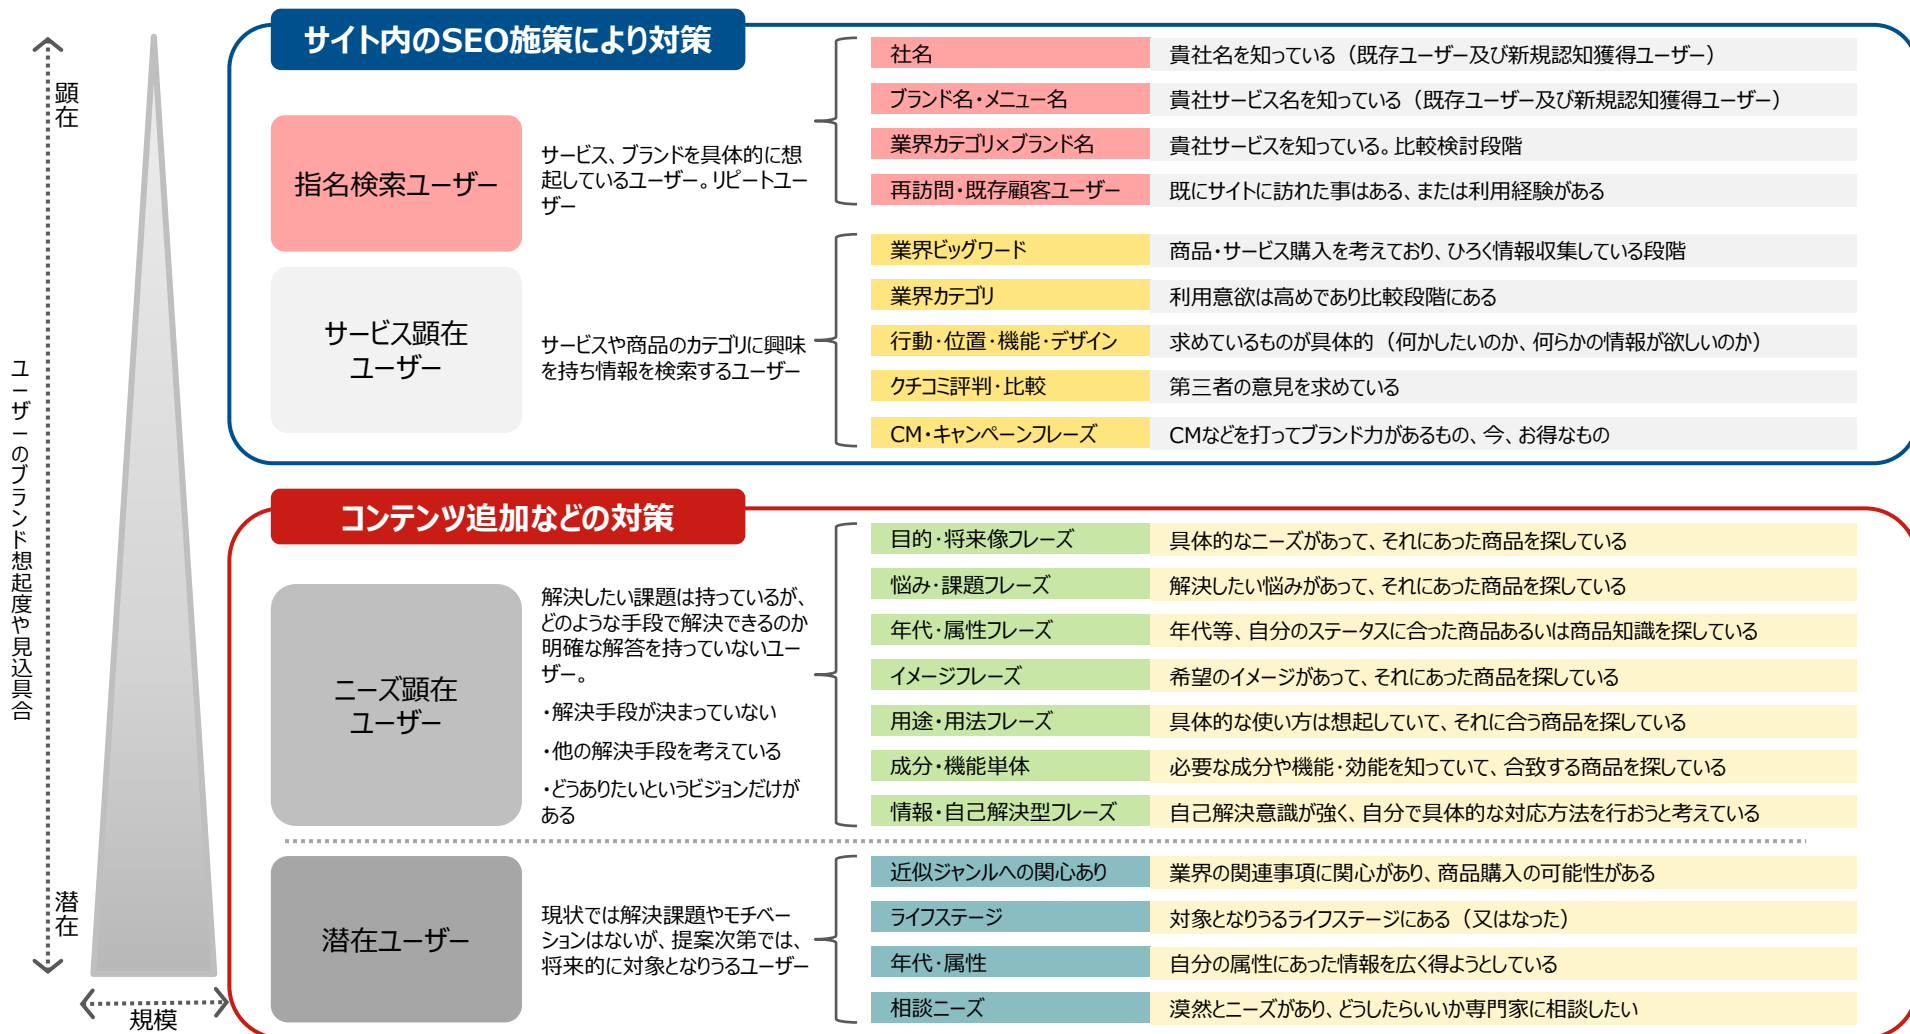 サイト内のSEO施策により対策
顕在
ユーザーのブランド想起度や見込具合
潜在
規模
指名検索ユーザー
サービス、ブランドを具体的に想
起しているユーザー。リピートユー
ザー
社名
貴社名を知っている（既存ユーザー及び新規認知獲得ユーザー）
ブランド名・メニュー名
貴社サービス名を知っている（既存ユーザー及び新規認知獲得ユーザー）
業界カテゴリ×ブランド名
貴社サービスを知っている。比較検討段階
再訪問・既存顧客ユーザー
既にサイトに訪れた事はある、または利用経験がある
サービス顕在
ユーザー
サービスや商品のカテゴリに興味
を持ち情報を検索するユーザー
業界ビッグワード
商品・サービス購入を考えており、ひろく情報収集している段階
業界カテゴリ
利用意欲は高めであり比較段階にある
行動・位置・機能・デザイン
求めているものが具体的（何かしたいのか、何らかの情報が欲しいのか）
クチコミ評判・比較
第三者の意見を求めている
CM・キャンペーンフレーズ
CMなどを打ってブランド力があるもの、今、お得なもの
コンテンツ追加などの対策
ニーズ顕在
ユーザー
解決したい課題は持っているが、
どのような手段で解決できるのか
明確な解答を持っていないユー
ザー。
・解決手段が決まっていない
・他の解決手段を考えている
・どうありたいというビジョンだけが
ある
目的・将来像フレーズ
具体的なニーズがあって、それにあった商品を探している
悩み・課題フレーズ
解決したい悩みがあって、それにあった商品を探している
年代・属性フレーズ
年代等、自分のステータスに合った商品あるいは商品知識を探している
イメージフレーズ
希望のイメージがあって、それにあった商品を探している
用途・用法フレーズ
具体的な使い方は想起していて、それに合う商品を探している
成分・機能単体
必要な成分や機能・効能を知っていて、合致する商品を探している
情報・自己解決型フレーズ
自己解決意識が強く、自分で具体的な対応方法を行おうと考えている
潜在ユーザー
現状では解決課題やモチベー
ションはないが、提案次第では、
将来的に対象となりうるユーザー
近似ジャンルへの関心あり
業界の関連事項に関心があり、商品購入の可能性がある
ライフステージ
対象となりうるライフステージにある（又はなった）
年代・属性
自分の属性にあった情報を広く得ようとしている
相談ニーズ
漠然とニーズがあり、どうしたらいいか専門家に相談したい